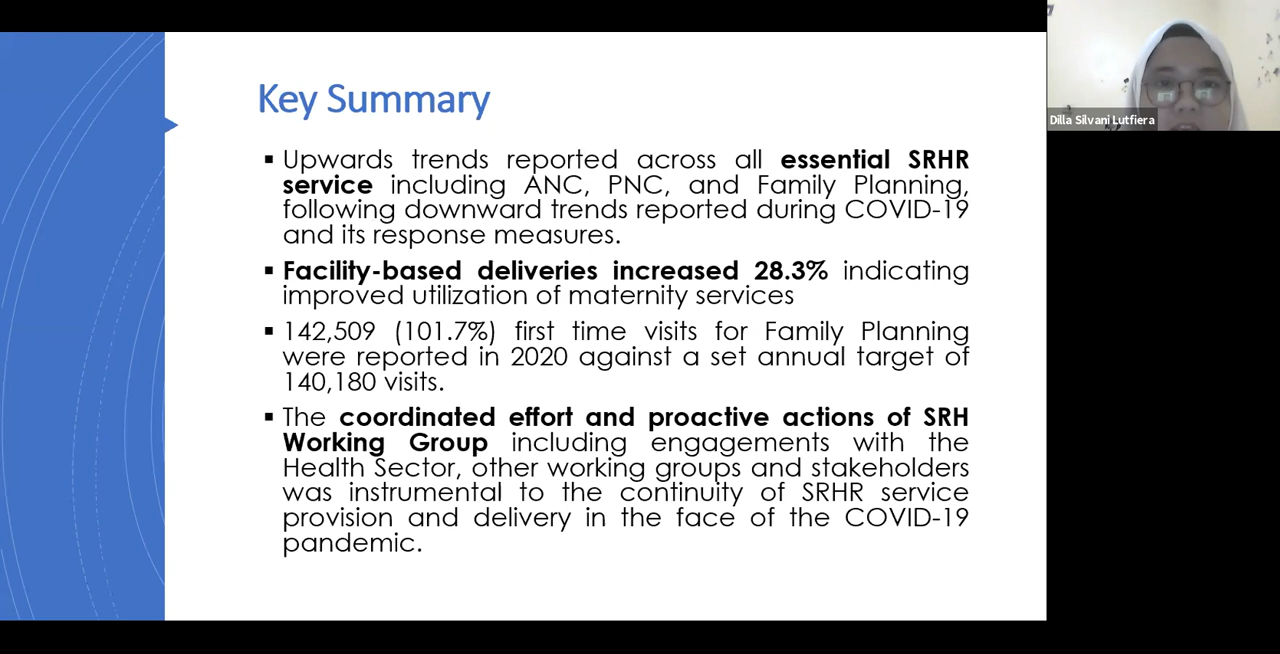 Key Summary
Upwards trends reported across all essential SRHR
service including ANC, PNC, and Family Planning,
following downward trends reported during COVID-19
and its response measures.
Facility-based deliveries increased 28.3% indicating
improved utilization of maternity services
142,509 (101.7%) first time visits for Family Planning
were reported in 2020 against a set annual target of
140,180 visits.
The coordinated effort and proactive actions of SRH
Working Group including engagements with the
Health Sector, other working groups and stakeholders
was instrumental to the continuity of SRHR service
provision and delivery in the face of the COVID-19
pandemic.
Dilla Silvani Lutfiera